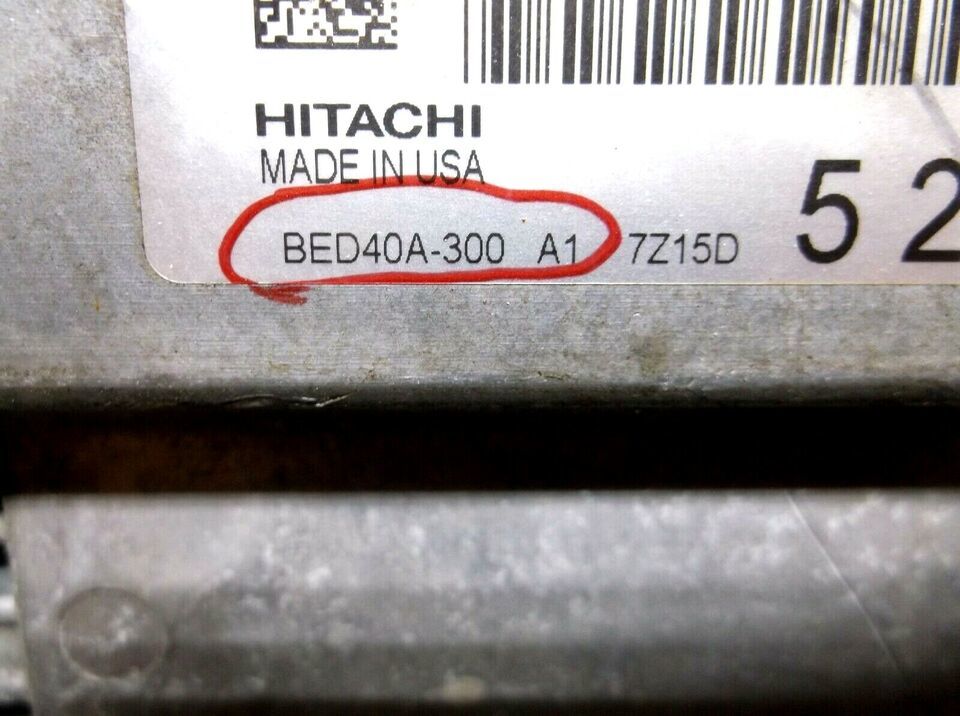 HITACHI
MADE IN USA
BED40A-300 A1 7Z15D 52